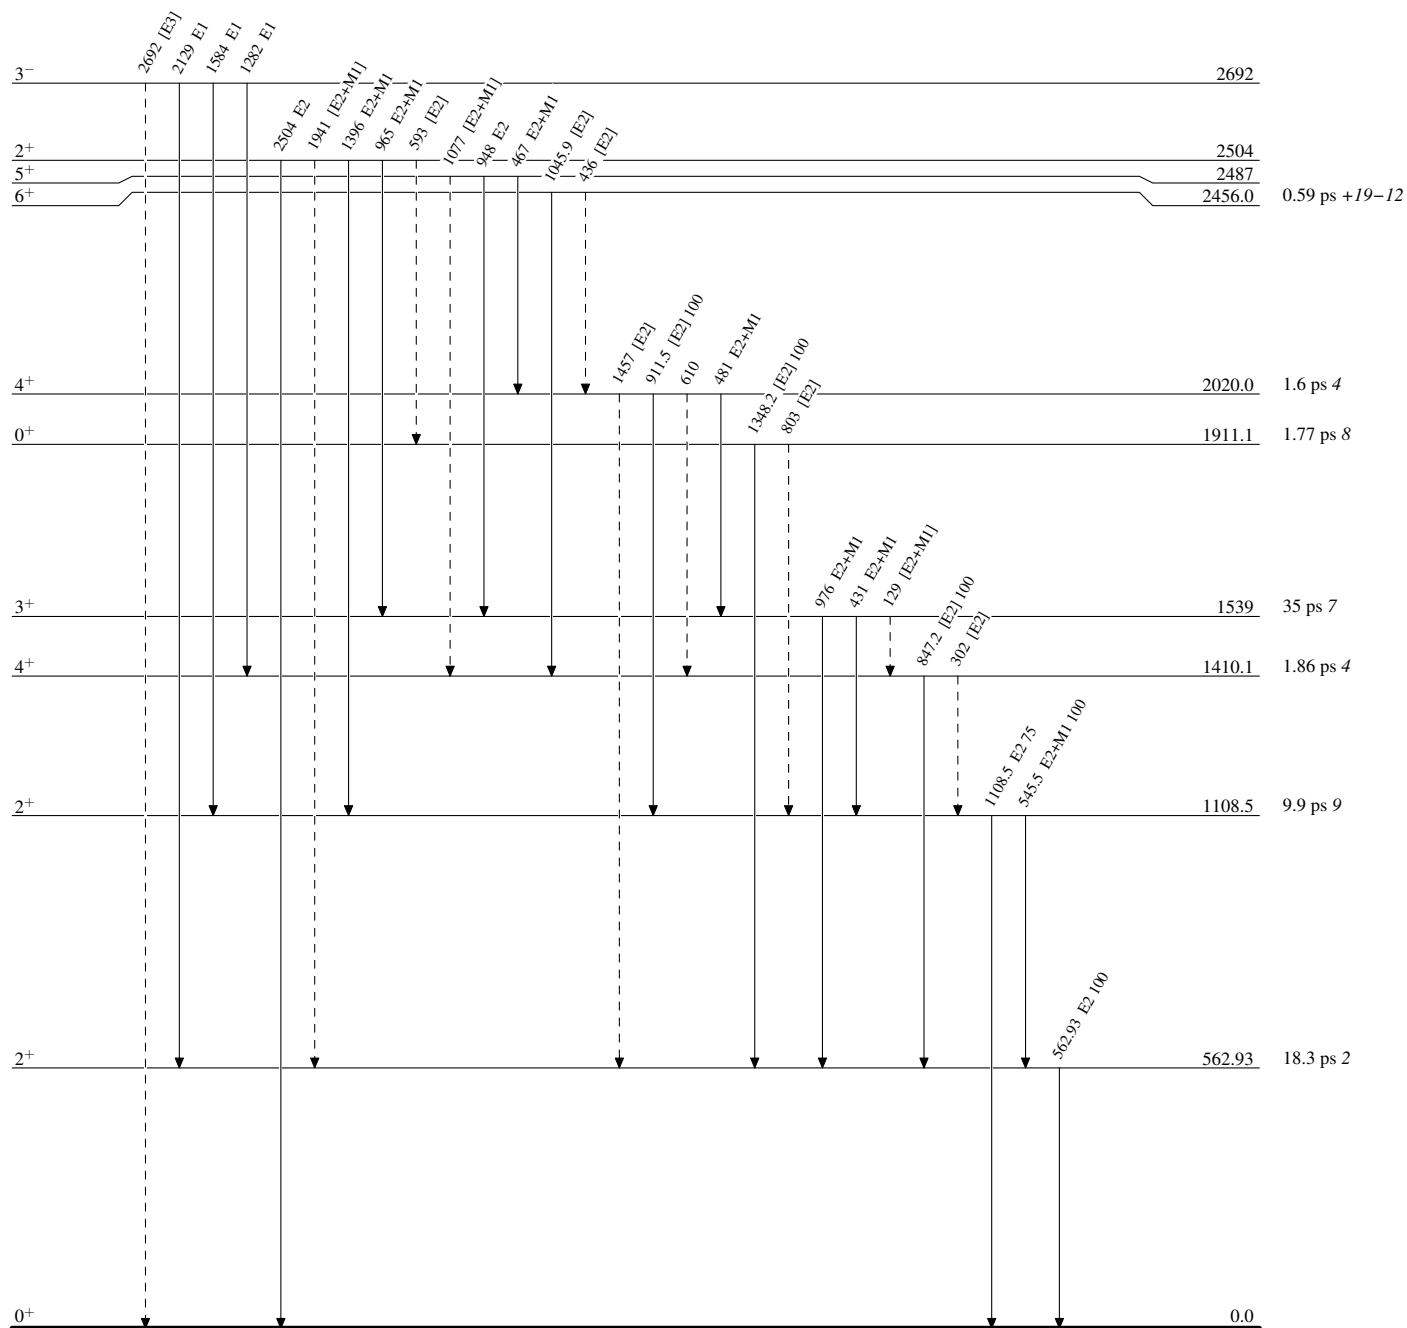 2692 [E3]
2129 E1
1584 E1
1282 E1
3− 2692
2504 E2
1941 [E2+M1]
1396 E2+M1
965 E2+M1
593 [E2]
1077 [E2+M1]
948 E2
467 E2+M1
1045.9 [E2]
436 [E2]
2+ 2504
5+ 2487
6+ 2456.0 0.59 ps +19−12
1457 [E2]
911.5 [E2] 100
610
481 E2+M1
4+ 2020.0 1.6 ps 4
1348.2 [E2] 100
803 [E2]
0+ 1911.1 1.77 ps 8
976 E2+M1
431 E2+M1
129 [E2+M1]
3+ 1539 35 ps 7
847.2 [E2] 100
302 [E2]
4+ 1410.1 1.86 ps 4
1108.5 E2 75
545.5 E2+M1 100
2+ 1108.5 9.9 ps 9
562.93 E2 100
2+ 562.93 18.3 ps 2
0+ 0.0